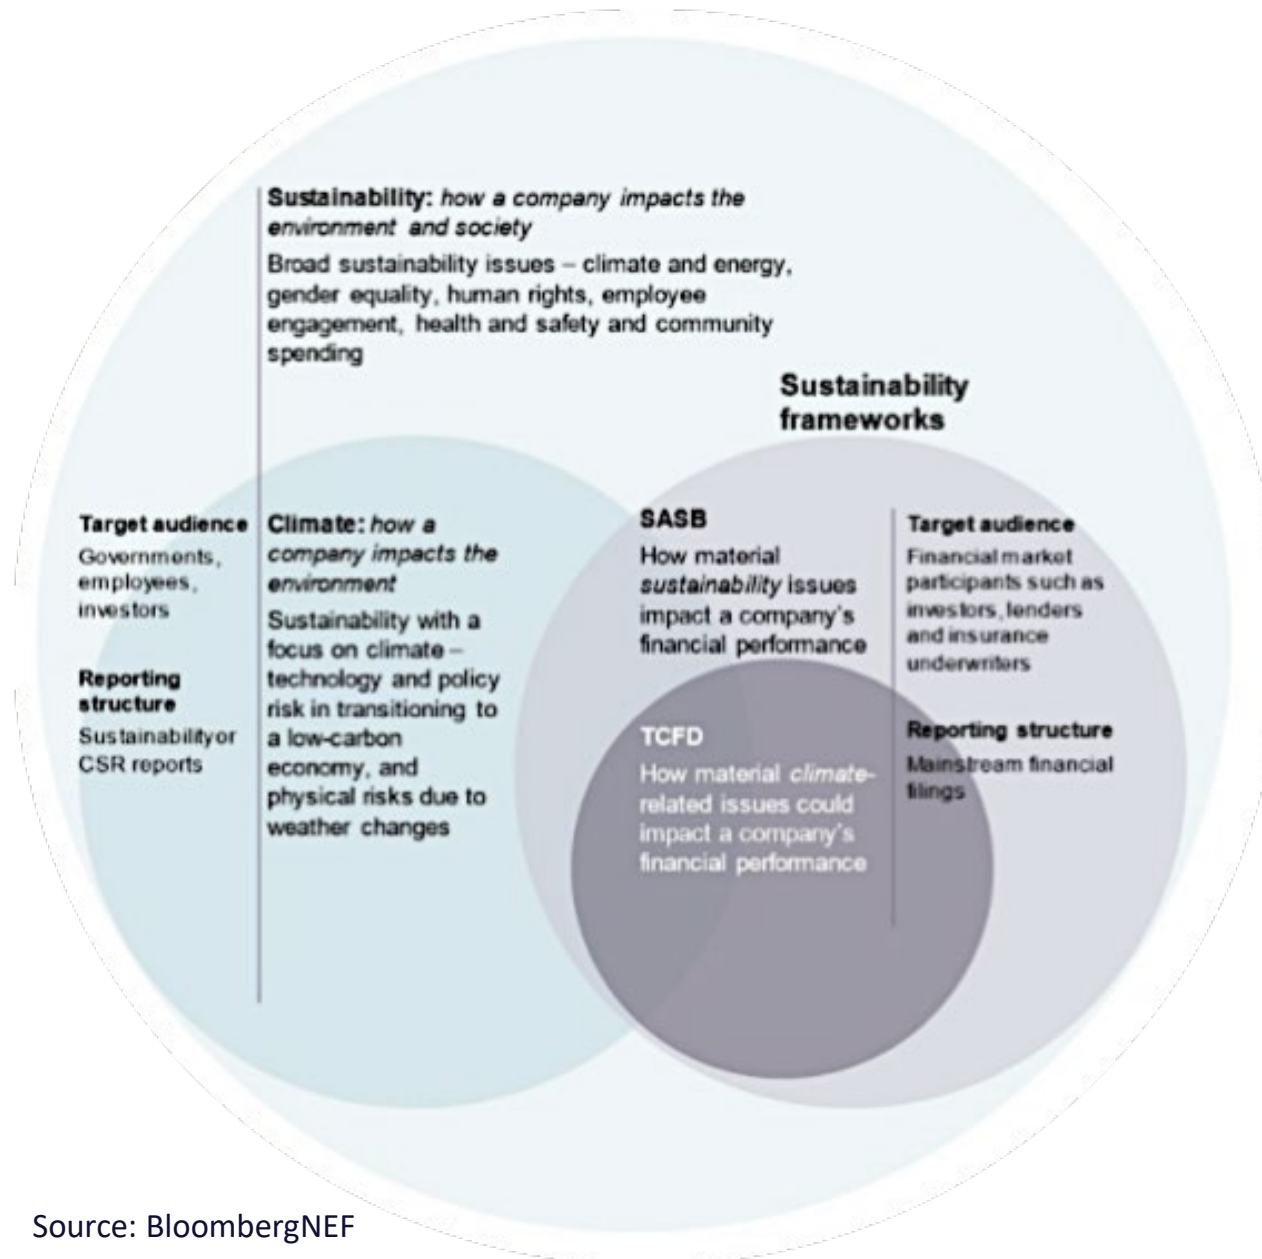 Sustainability: how a company impacts the
environment and society
Broad sustainability issues – climate and energy,
gender equality, human rights, employee
engagement, health and safety and community
spending
Sustainability
frameworks
Target audience
Governments,
employees,
investors
Reporting
structure
Sustainability or
CSR reports
Climate: how a
company impacts the
environment
Sustainability with a
focus on climate –
technology and policy
risk in transitioning to
a low-carbon
economy, and
physical risks due to
weather changes
SASB
How material
sustainability issues
impact a company's
financial performance
TCFD
How material climate-
related issues could
impact a company's
financial performance
Target audience
Financial market
participants such as
investors, lenders
and insurance
underwriters
Reporting structure
Mainstream financial
filings
Source: BloombergNEF